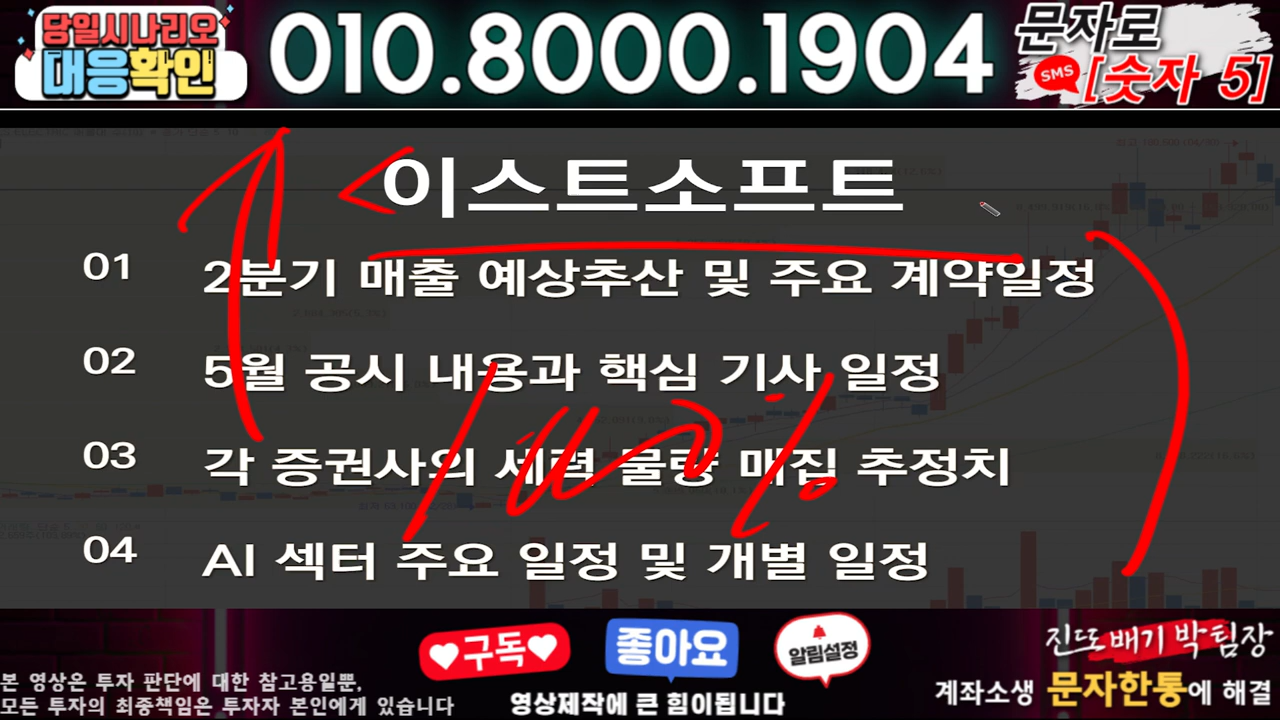 당일시나리오
대응확인
010.8000.1904
문자로
SMS [숫자 5]
이스트소프트
01 2분기 매출 예상추산 및 주요 계약일정
02 5월 공시 내용과 핵심 기사 일정
03 각 증권사의 세력 물량 매집 추정치
04 AI 섹터 주요 일정 및 개별 일정
100%
구독
좋아요
알림설정
진또배기 박팀장
본 영상은 투자 판단에 대한 참고용일뿐,
모든 투자의 최종책임은 투자자 본인에게 있습니다
영상제작에 큰 힘이됩니다
계좌소생 문자한통에 해결